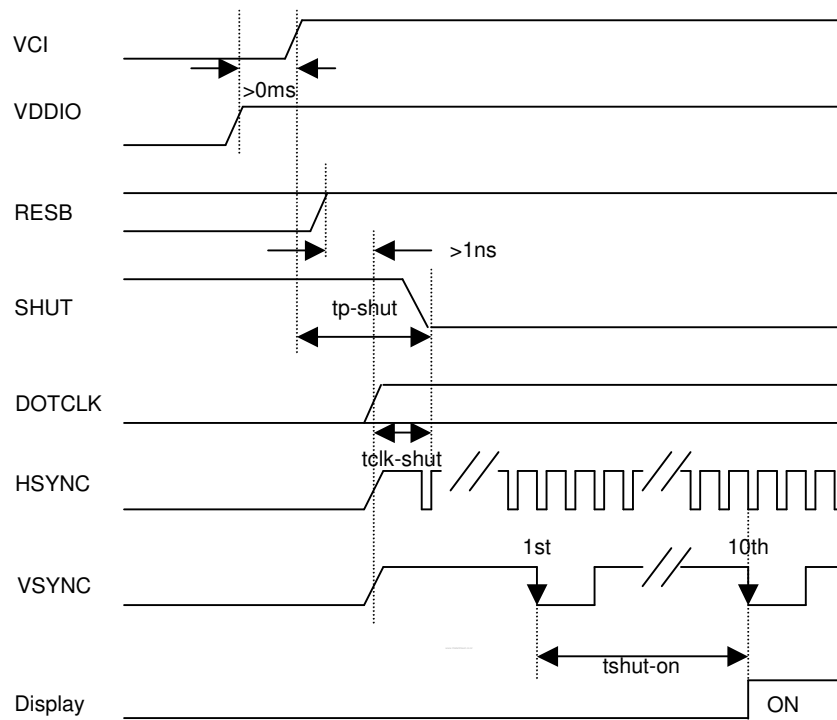 VCI
>0ms
VDDIO
RESB
>1ns
SHUT
tp-shut
DOTCLK
tclk-shut
HSYNC
1st
10th
VSYNC
tshut-on
Display
ON